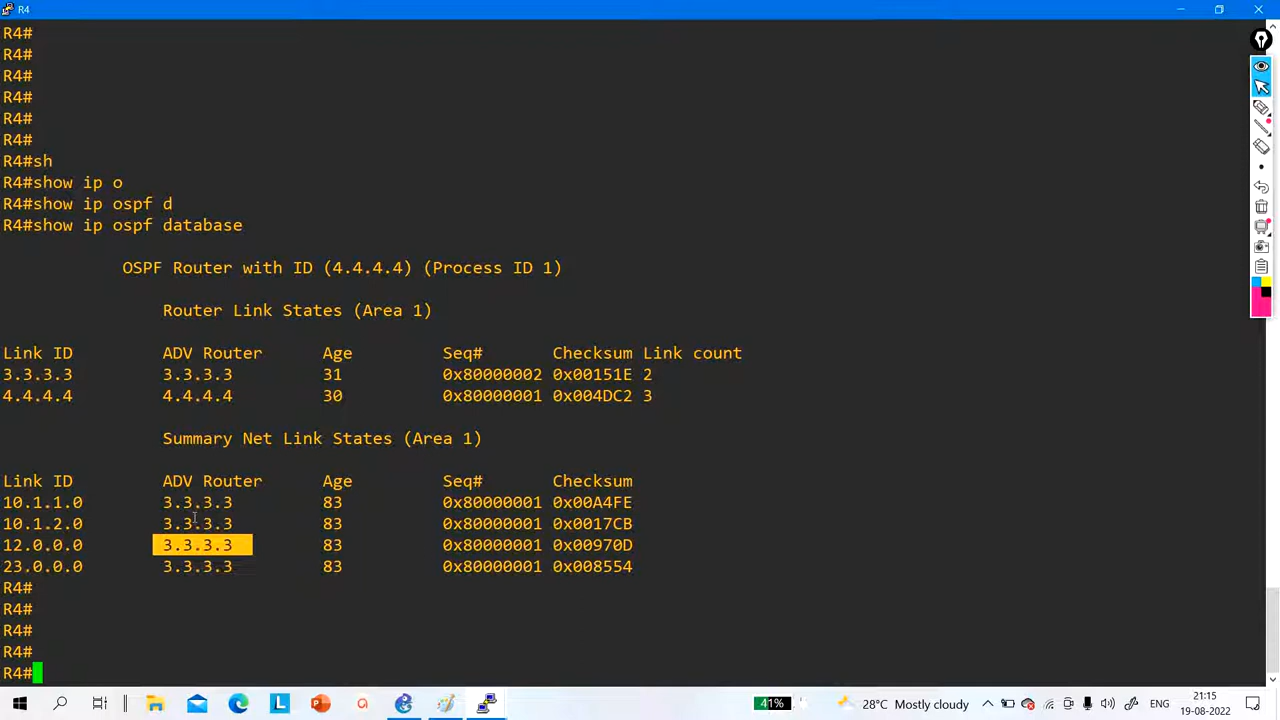 R4
R4#
R4#
R4#
R4#
R4#
R4#
R4#sh
R4#show ip o
R4#show ip ospf d
R4#show ip ospf database
OSPF Router with ID (4.4.4.4) (Process ID 1)
Router Link States (Area 1)
Link ID ADV Router Age Seq# Checksum Link count
3.3.3.3 3.3.3.3 31 0x80000002 0x00151E 2
4.4.4.4 4.4.4.4 30 0x80000001 0x004DC2 3
Summary Net Link States (Area 1)
Link ID ADV Router Age Seq# Checksum
10.1.1.0 3.3.3.3 83 0x80000001 0x00A4FE
10.1.2.0 3.3.3.3 83 0x80000001 0x0017CB
12.0.0.0 3.3.3.3 83 0x80000001 0x00970D
23.0.0.0 3.3.3.3 83 0x80000001 0x008554
R4#
R4#
R4#
R4#
R4#
41% 28°C Mostly cloudy ENG 21:15
19-08-2022